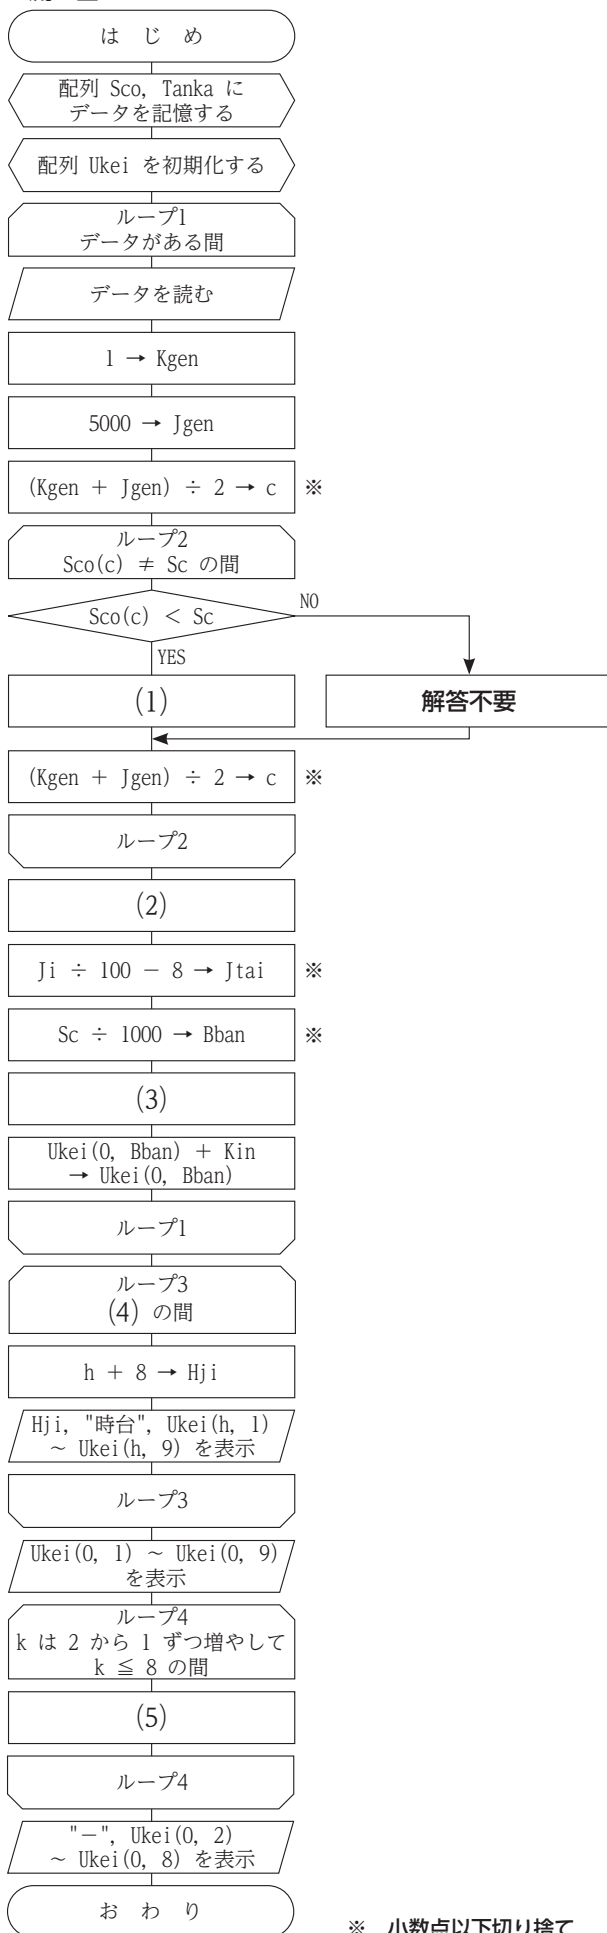 は じ め
配列 Sco, Tanka に
データを記憶する
配列 Ukei を初期化する
ループ1
データがある間
データを読む
1 → Kgen
5000 → Jgen
(Kgen + Jgen) ÷ 2 → c ※
ループ2
Sco(c) ≠ Sc の間
Sco(c) < Sc
NO
YES
(1)
解答不要
(Kgen + Jgen) ÷ 2 → c ※
ループ2
(2)
Ji ÷ 100 − 8 → Jtai ※
Sc ÷ 1000 → Bban ※
(3)
Ukei(0, Bban) + Kin
→ Ukei(0, Bban)
ループ1
ループ3
(4) の間
h + 8 → Hji
Hji, "時台", Ukei(h, 1)
~ Ukei(h, 9) を表示
ループ3
Ukei(0, 1) ~ Ukei(0, 9)
を表示
ループ4
k は 2 から 1 ずつ増やして
k ≦ 8 の間
(5)
ループ4
"−", Ukei(0, 2)
~ Ukei(0, 8) を表示
お わ り
※ 小数点以下切り捨て